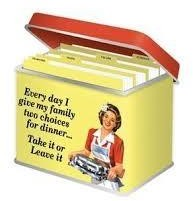 Every day I
give my family
two choices
for dinner...
Take it or
Leave it